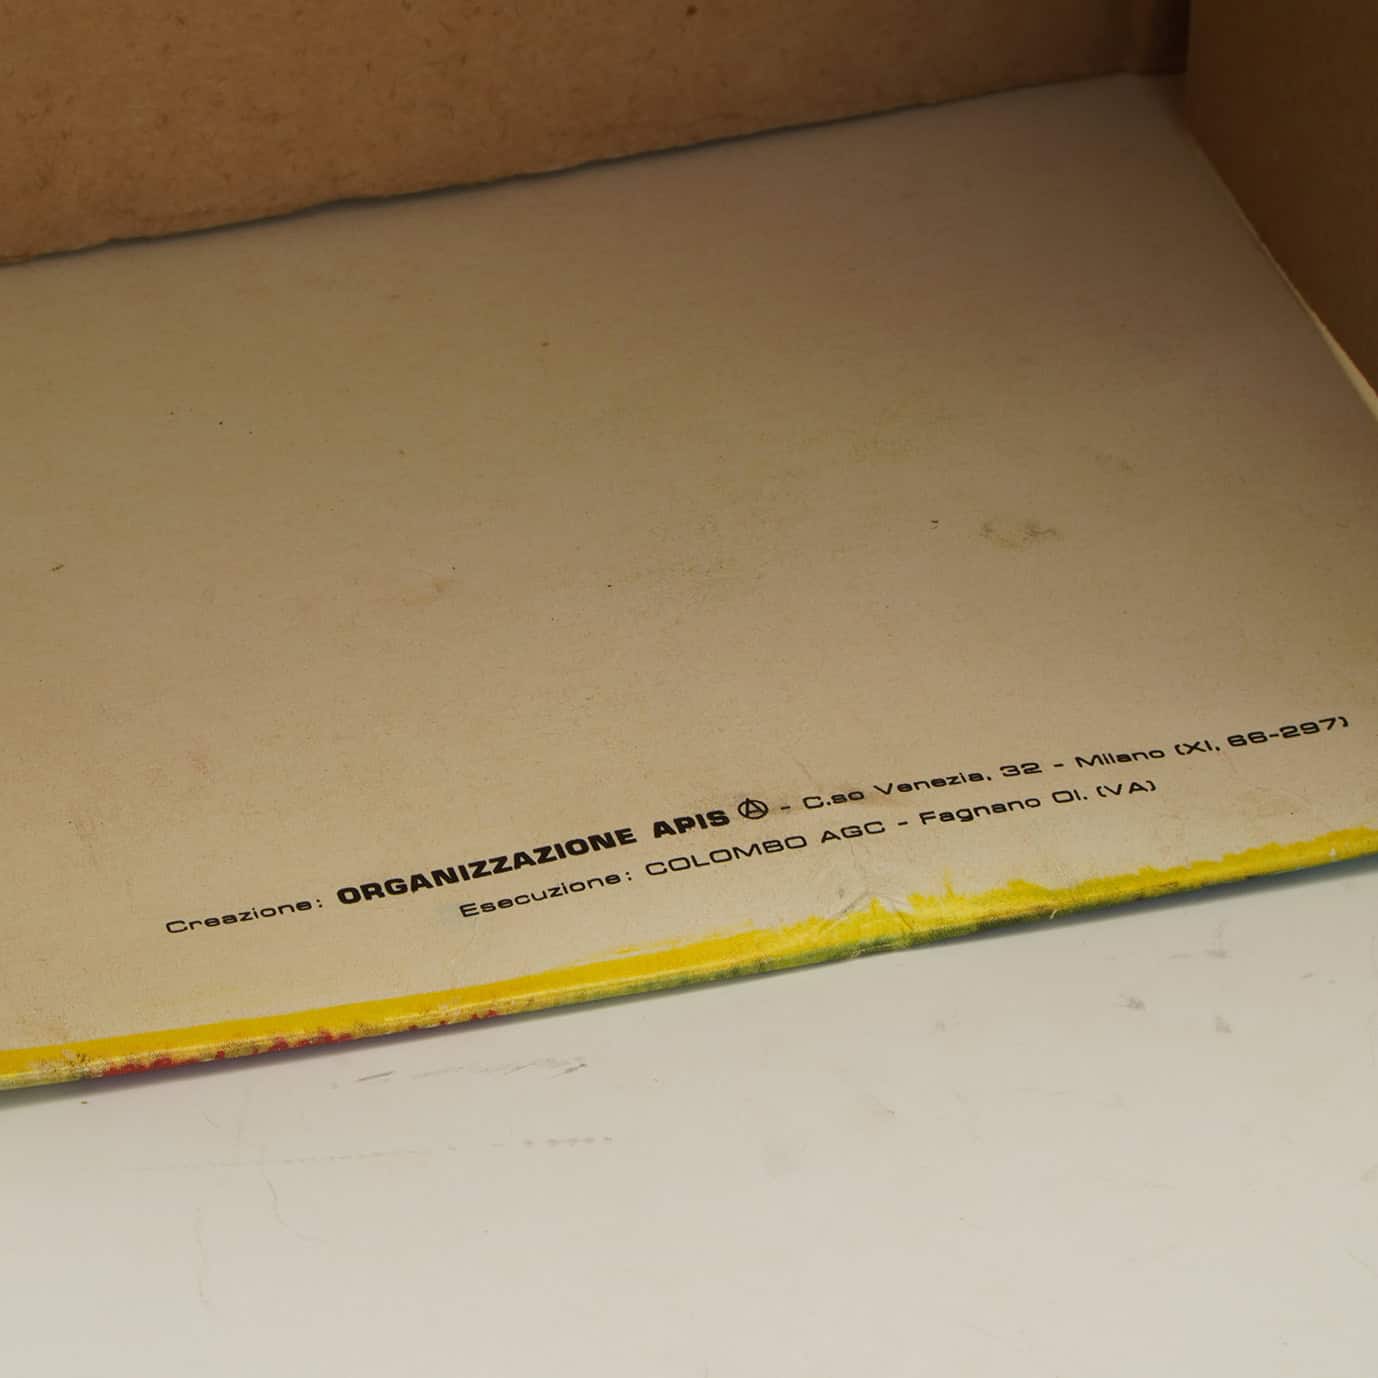 Creazione: ORGANIZZAZIONE APIS Ⓐ - C.so Venezia, 32 - Milano (XI, 66-297)
Esecuzione: COLOMBO AGC - Fagnano Ol. (VA)